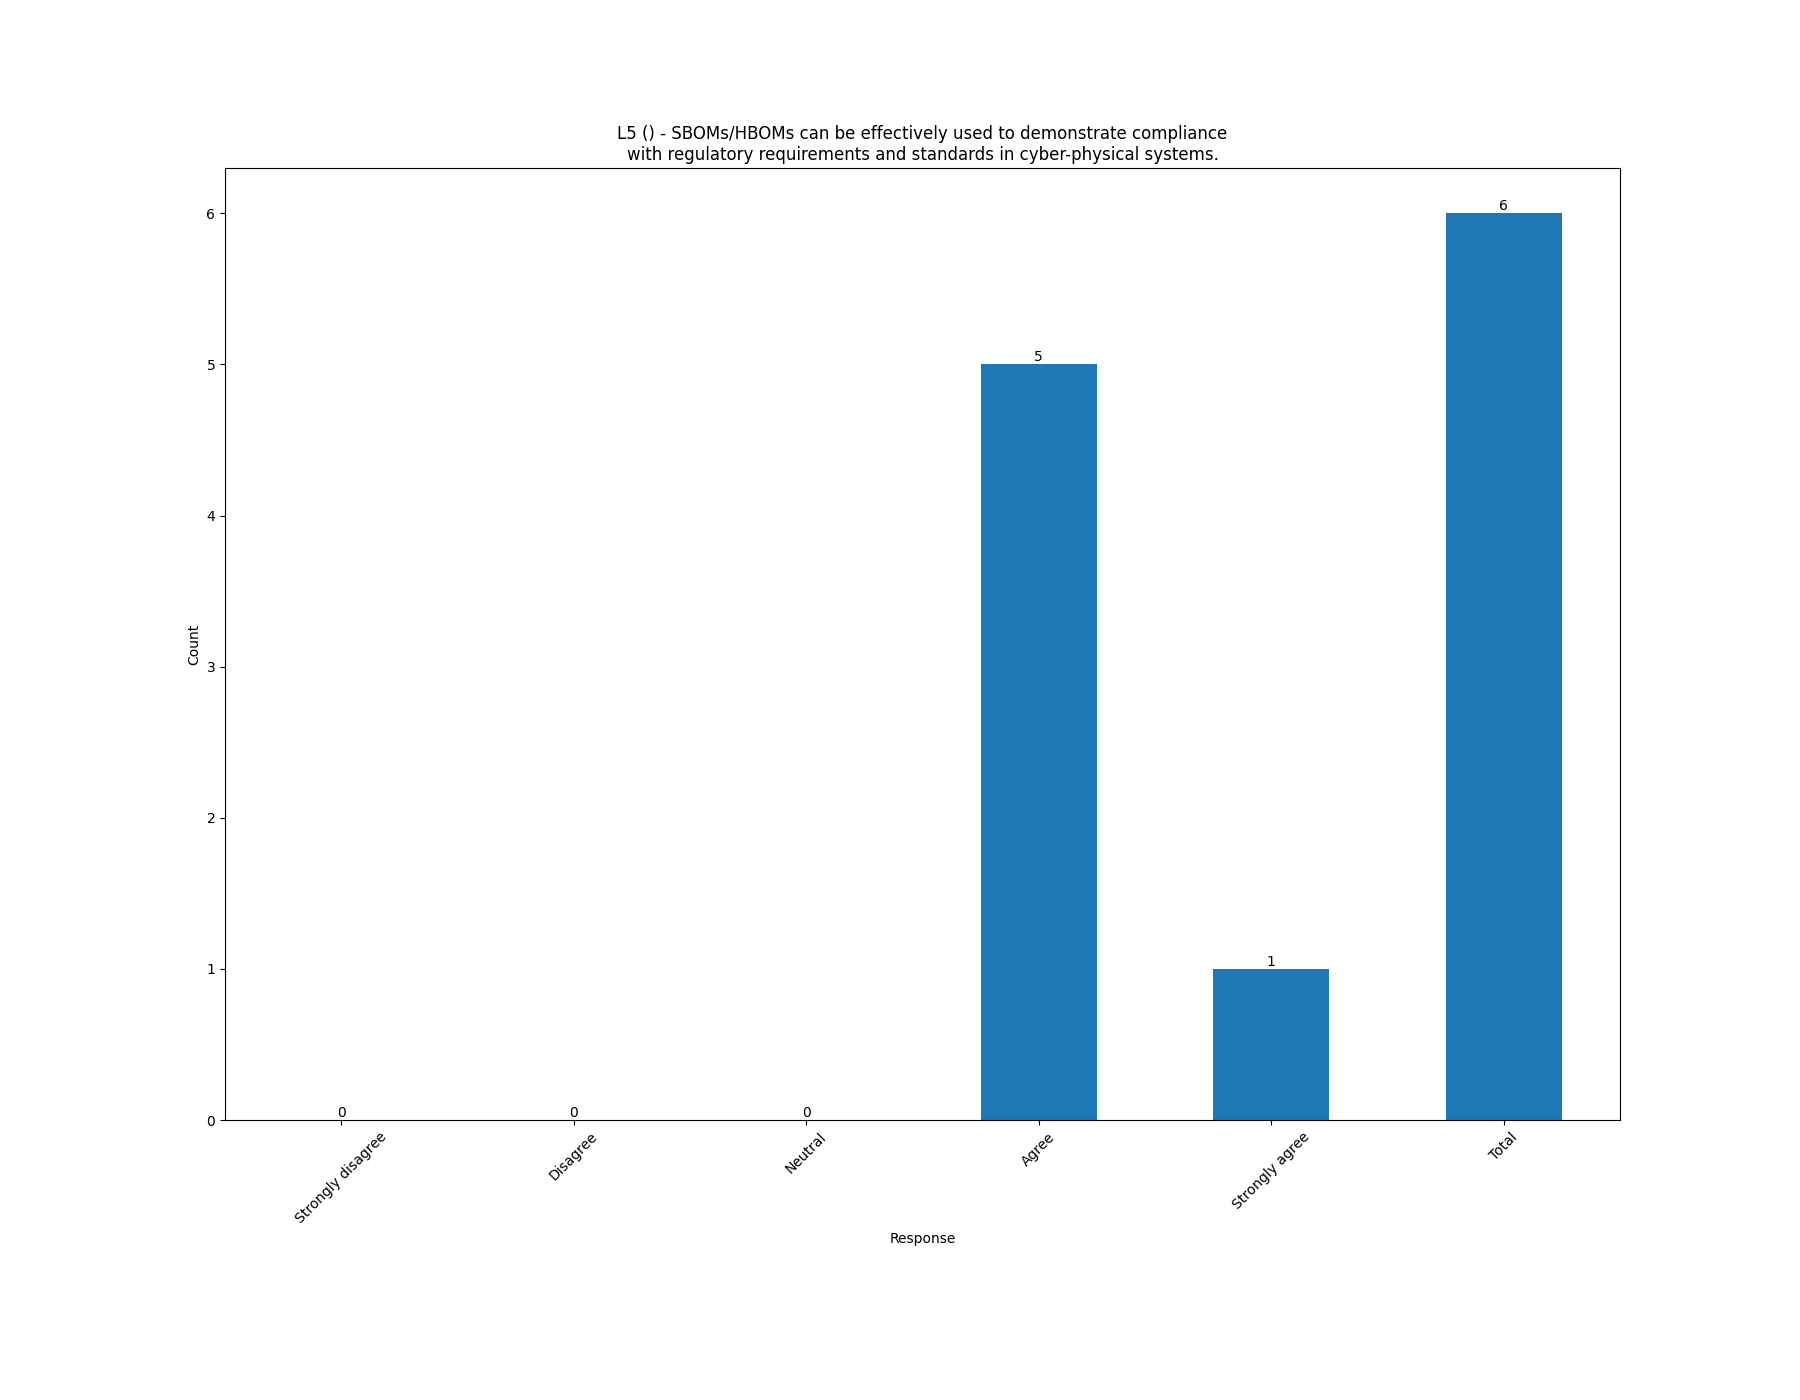 L5 () - SBOMs/HBOMs can be effectively used to demonstrate compliance
with regulatory requirements and standards in cyber-physical systems.
6
5
4
3
2
1
0
Count
0
0
0
5
1
6
Strongly disagree
Disagree
Neutral
Agree
Strongly agree
Total
Response